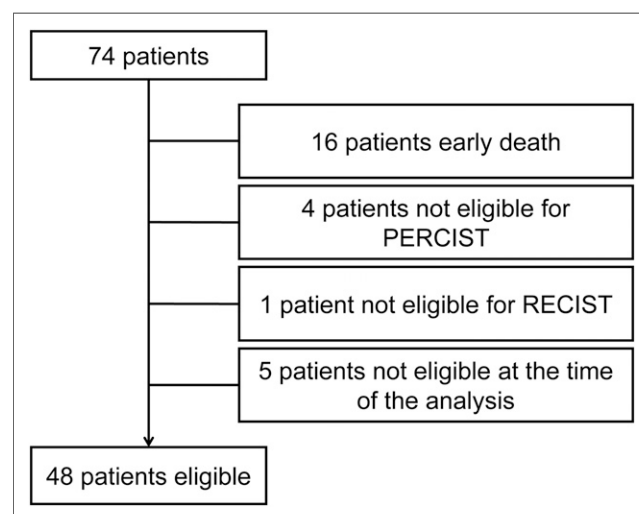 74 patients
16 patients early death
4 patients not eligible for
PERCIST
1 patient not eligible for RECIST
5 patients not eligible at the time
of the analysis
48 patients eligible